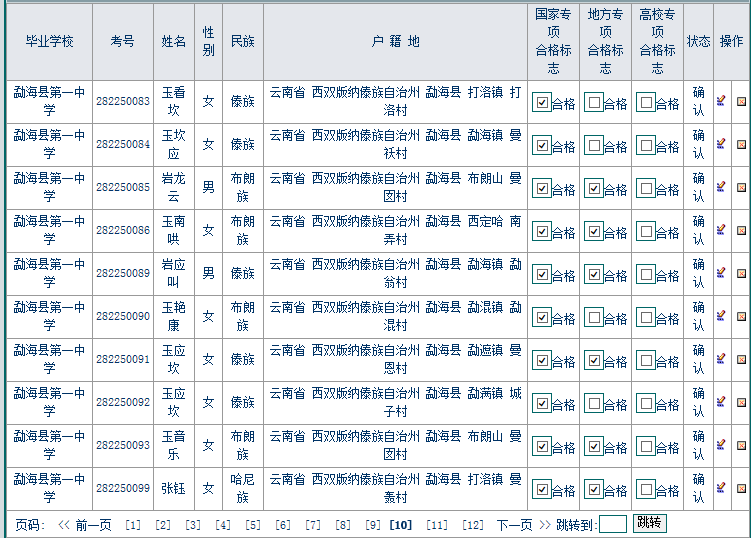 毕业学校 考号 姓名 性别 民族 户 籍 地 国家专项合格标志 地方专项合格标志 高校专项合格标志 状态 操作
勐海县第一中学 282250083 玉香坎 女 傣族 云南省 西双版纳傣族自治州 勐海县 打洛镇 打洛村 合格 合格 合格 确认
勐海县第一中学 282250084 玉坎应 女 傣族 云南省 西双版纳傣族自治州 勐海县 勐海镇 曼袄村 合格 合格 合格 确认
勐海县第一中学 282250085 岩龙云 男 布朗族 云南省 西双版纳傣族自治州 勐海县 布朗山 曼囡村 合格 合格 合格 确认
勐海县第一中学 282250086 玉南哄 女 布朗族 云南省 西双版纳傣族自治州 勐海县 西定哈 南弄村 合格 合格 合格 确认
勐海县第一中学 282250089 岩应叫 男 傣族 云南省 西双版纳傣族自治州 勐海县 勐海镇 勐翁村 合格 合格 合格 确认
勐海县第一中学 282250090 玉艳康 女 布朗族 云南省 西双版纳傣族自治州 勐海县 勐混镇 勐混村 合格 合格 合格 确认
勐海县第一中学 282250091 玉应坎 女 傣族 云南省 西双版纳傣族自治州 勐海县 勐遮镇 曼恩村 合格 合格 合格 确认
勐海县第一中学 282250092 玉应坎 女 傣族 云南省 西双版纳傣族自治州 勐海县 勐满镇 城子村 合格 合格 合格 确认
勐海县第一中学 282250093 玉音乐 女 布朗族 云南省 西双版纳傣族自治州 勐海县 布朗山 曼囡村 合格 合格 合格 确认
勐海县第一中学 282250099 张钰 女 哈尼族 云南省 西双版纳傣族自治州 勐海县 打洛镇 曼轰村 合格 合格 合格 确认
页码: << 前一页 [1] [2] [3] [4] [5] [6] [7] [8] [9] [10] [11] [12] 下一页 >> 跳转到: 跳转